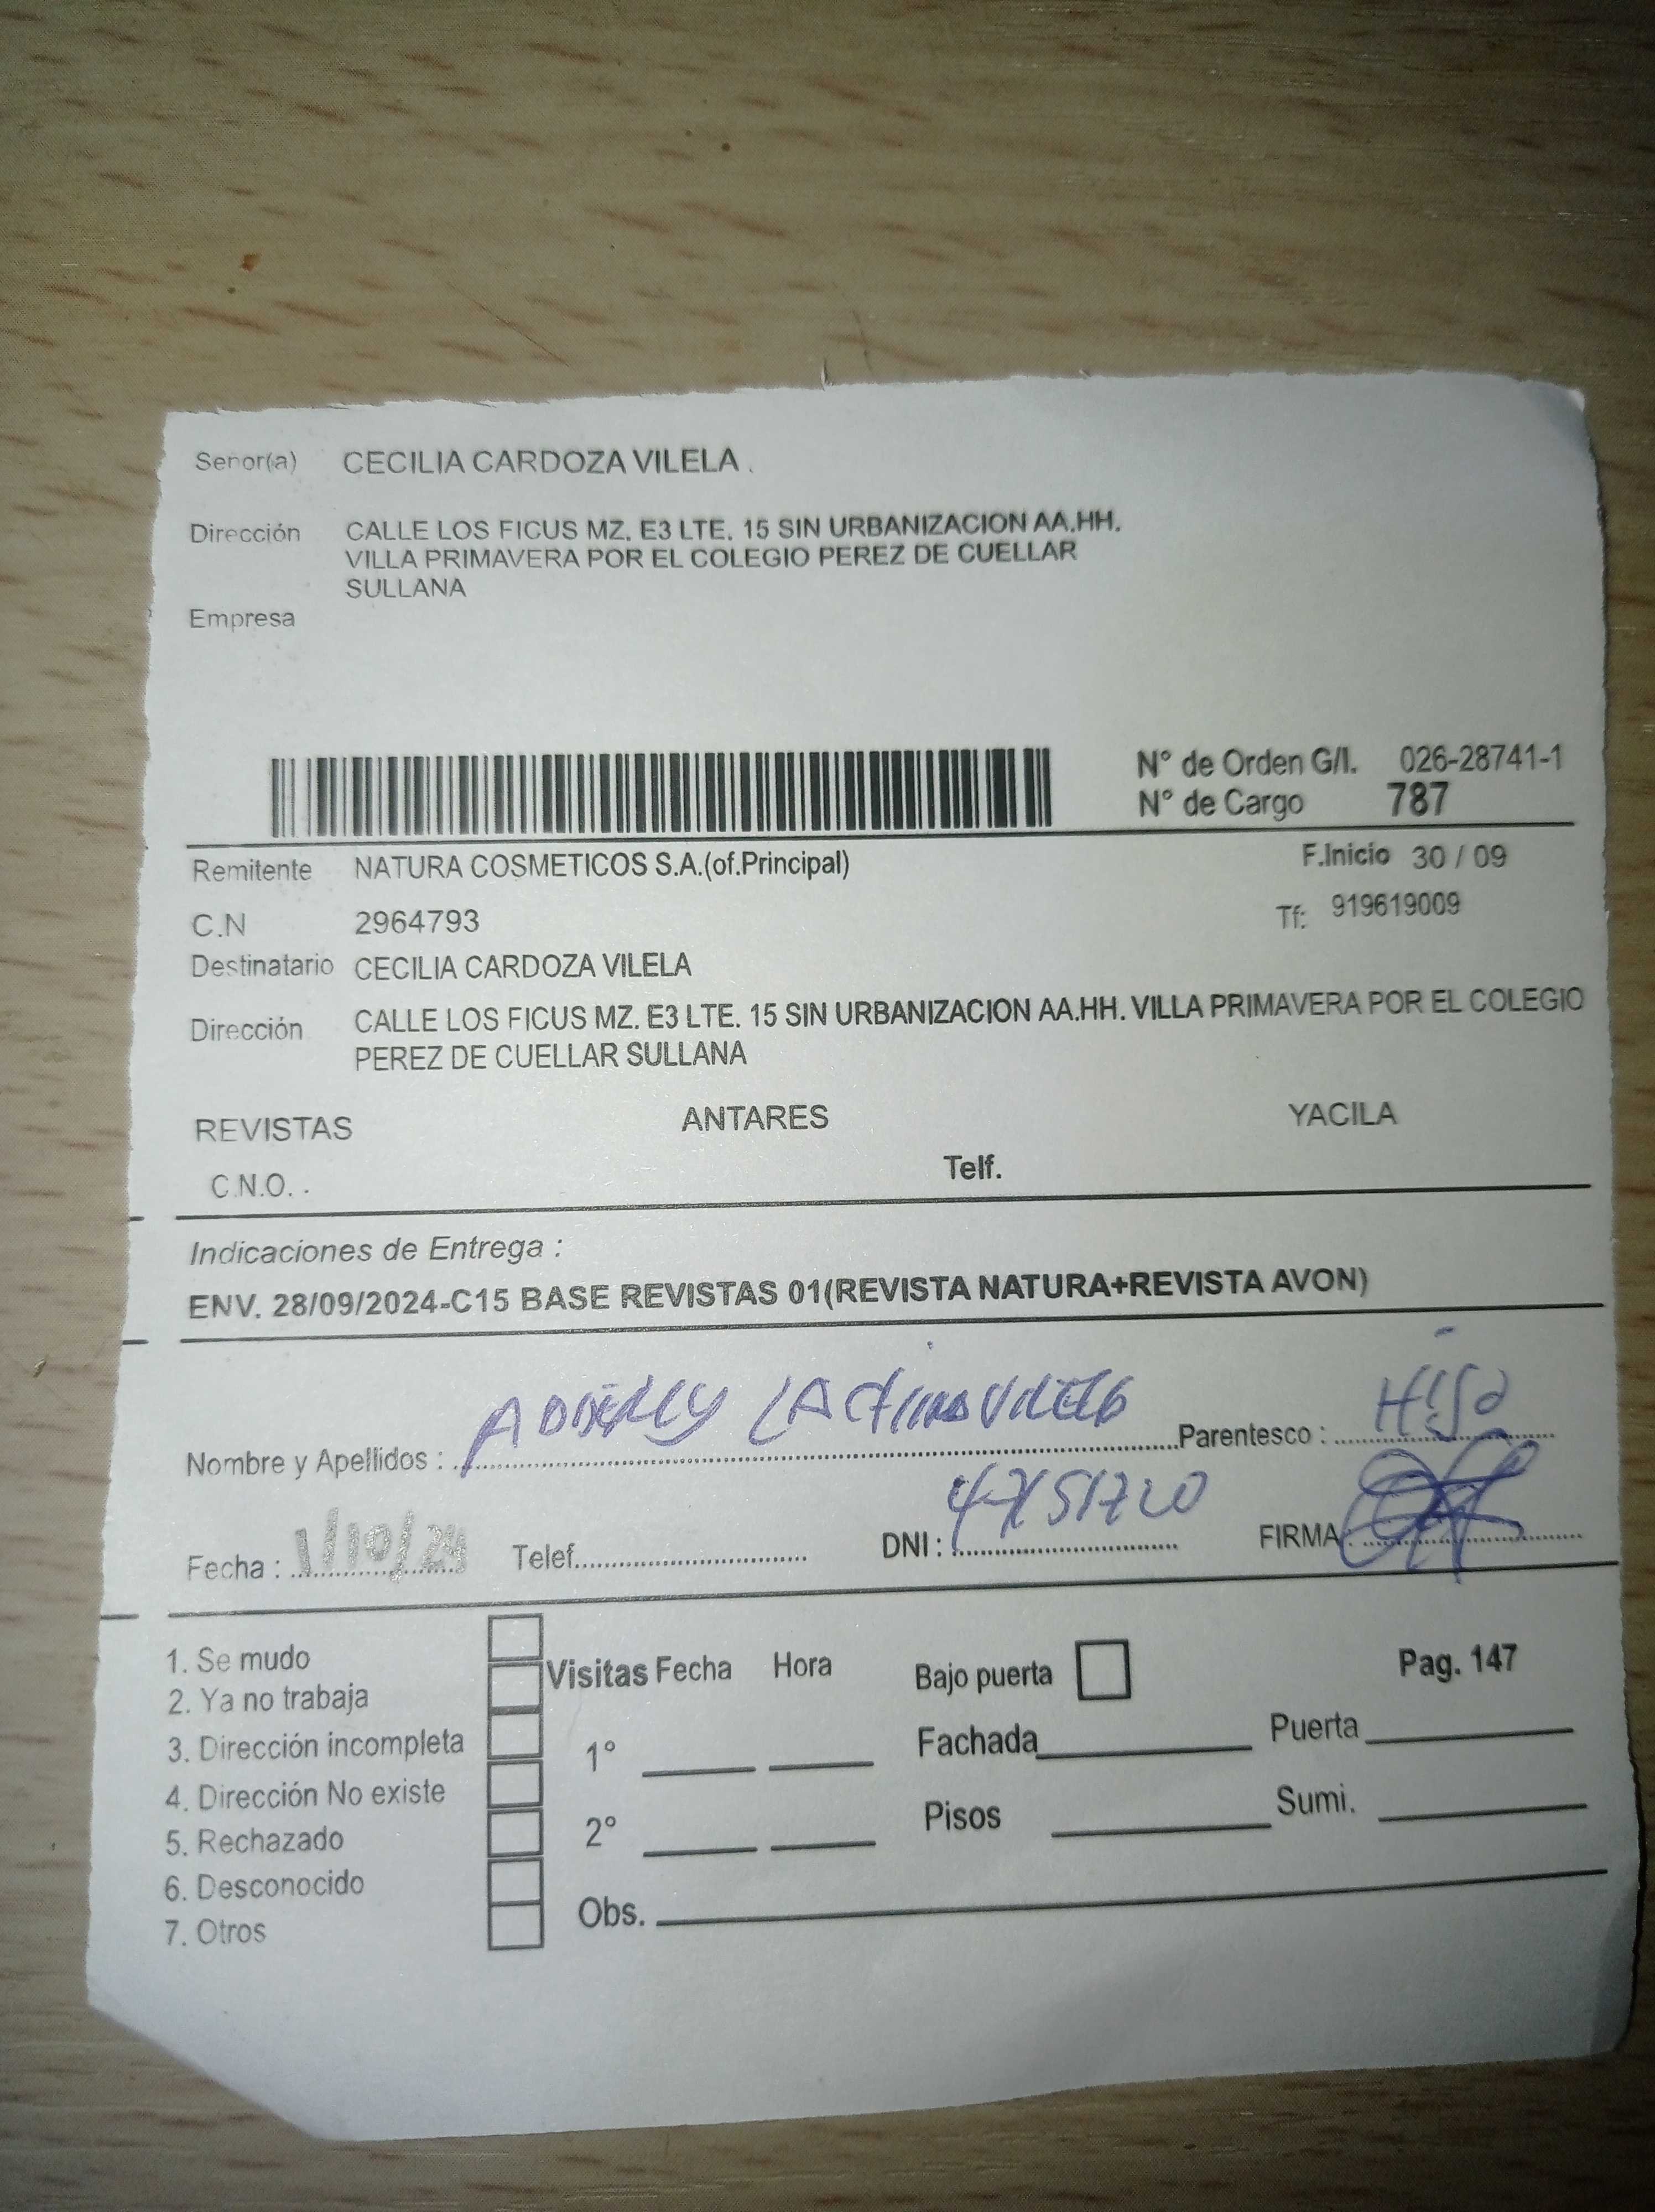 Señor(a) CECILIA CARDOZA VILELA .
Dirección CALLE LOS FICUS MZ. E3 LTE. 15 SIN URBANIZACION AA.HH.
VILLA PRIMAVERA POR EL COLEGIO PEREZ DE CUELLAR
SULLANA
Empresa
N° de Orden G/I. 026-28741-1
N° de Cargo 787
Remitente NATURA COSMETICOS S.A.(of.Principal) F.Inicio 30 / 09
C.N 2964793 Tf: 919619009
Destinatario CECILIA CARDOZA VILELA
Dirección CALLE LOS FICUS MZ. E3 LTE. 15 SIN URBANIZACION AA.HH. VILLA PRIMAVERA POR EL COLEGIO
PEREZ DE CUELLAR SULLANA
REVISTAS ANTARES YACILA
C.N.O. . Telf.
Indicaciones de Entrega :
ENV. 28/09/2024-C15 BASE REVISTAS 01(REVISTA NATURA+REVISTA AVON)
Nombre y Apellidos : Parentesco : Hijo
Fecha : 1/10/24 Telef. DNI : FIRMA :
1. Se mudo
2. Ya no trabaja
3. Dirección incompleta
4. Dirección No existe
5. Rechazado
6. Desconocido
7. Otros
Visitas Fecha Hora Bajo puerta Pag. 147
1° Fachada Puerta
2° Pisos Sumi.
Obs.